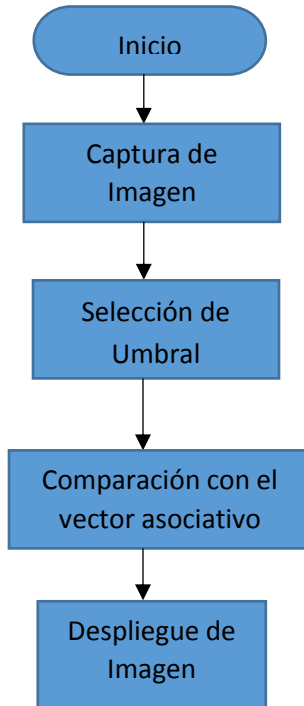 Inicio
Captura de
Imagen
Selección de
Umbral
Comparación con el
vector asociativo
Despliegue de
Imagen